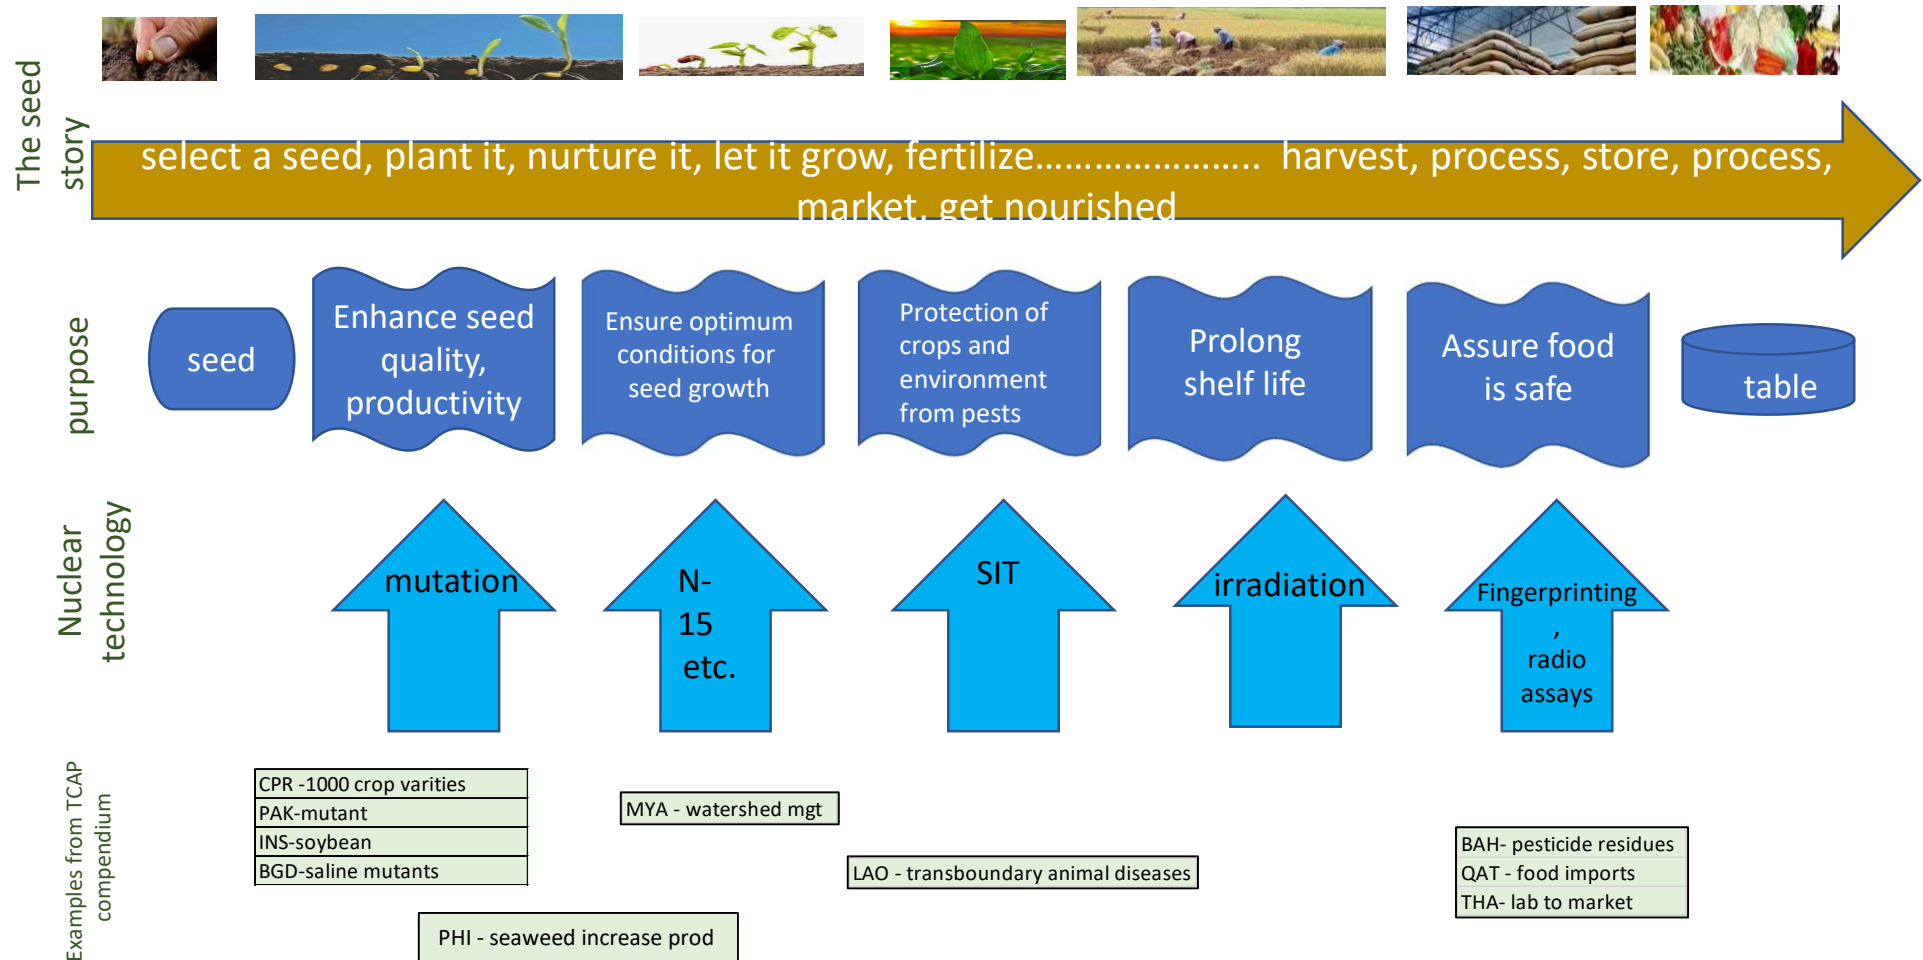 The seed
story
select a seed, plant it, nurture it, let it grow, fertilize…………………..  harvest, process, store, process,
market, get nourished
purpose
seed
Enhance seed
quality,
productivity
Ensure optimum
conditions for
seed growth
Protection of
crops and
environment
from pests
Prolong
shelf life
Assure food
is safe
table
Nuclear
technology
mutation
N-
15
etc.
SIT
irradiation
Fingerprinting
,
radio
assays
Examples from TCAP
compendium
CPR -1000 crop varities
PAK-mutant
INS-soybean
BGD-saline mutants
PHI - seaweed increase prod
MYA - watershed mgt
LAO - transboundary animal diseases
BAH- pesticide residues
QAT - food imports
THA- lab to market